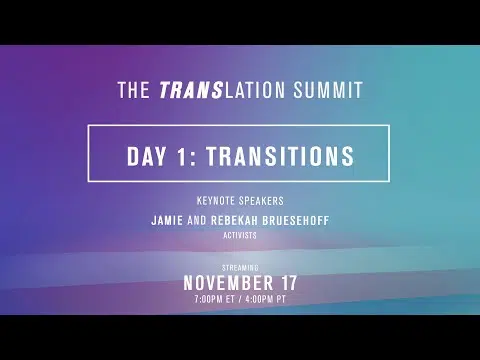 THE TRANSLATION SUMMIT
DAY 1: TRANSITIONS
KEYNOTE SPEAKERS
JAMIE AND REBEKAH BRUESEHOFF
ACTIVISTS
STREAMING
NOVEMBER 17
7:00PM ET / 4:00PM PT